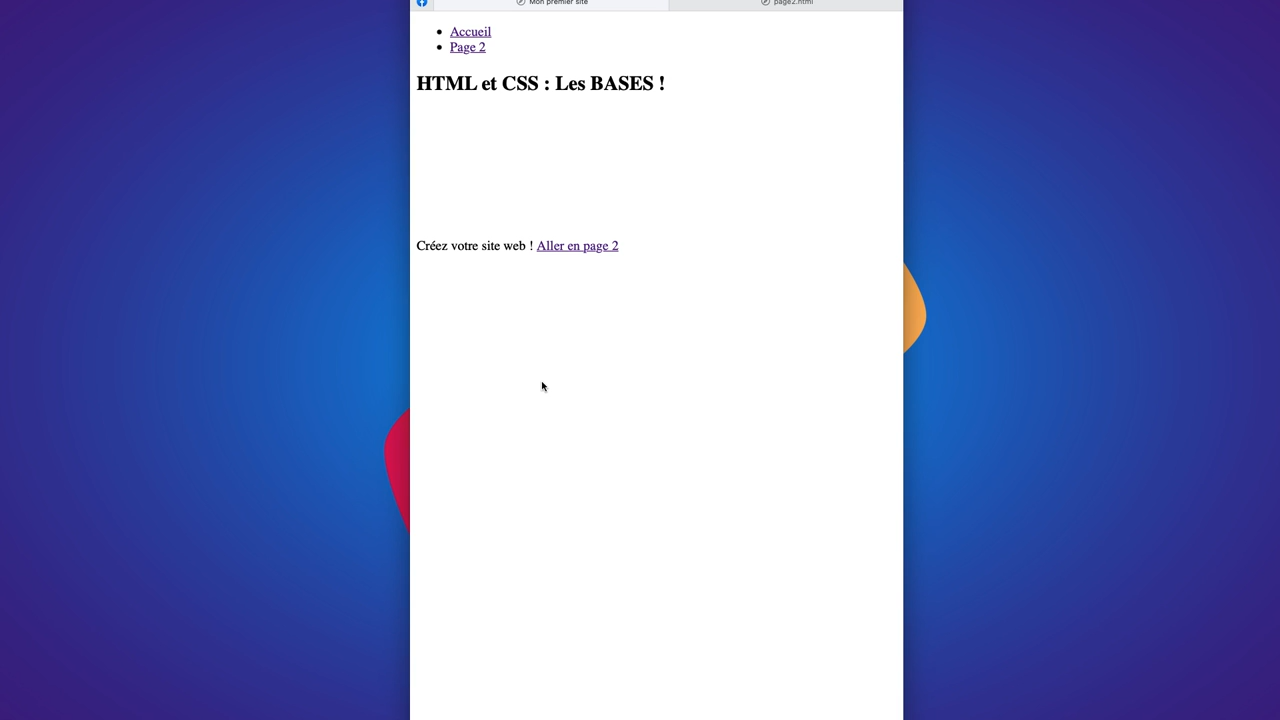 Mon premier site
page2.html
Accueil
Page 2
HTML et CSS : Les BASES !
Créez votre site web ! Aller en page 2